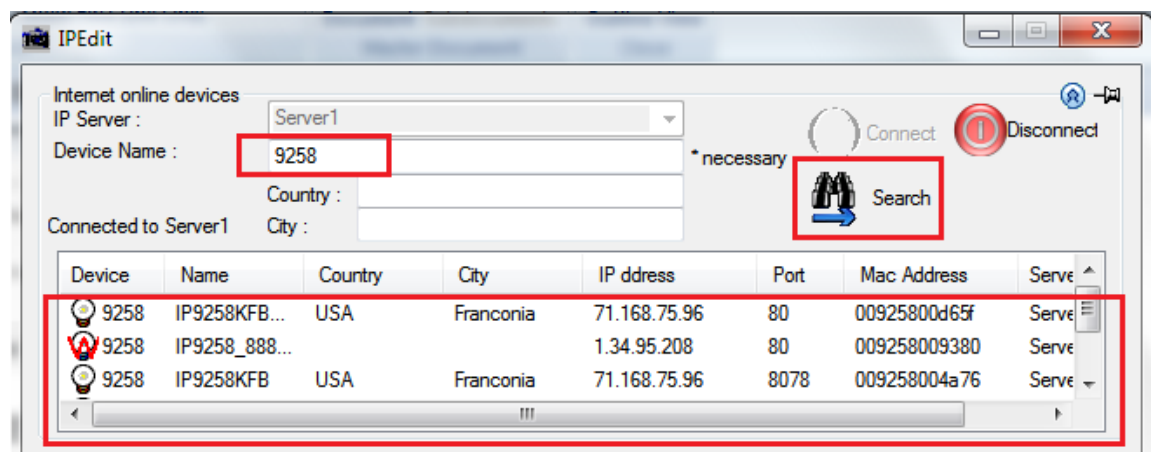 IPEdit
Internet online devices
IP Server : Server1
Connect Disconnect
Device Name : 9258 * necessary
Search
Country :
Connected to Server1 City :
Device Name Country City IP ddress Port Mac Address Serve
9258 IP9258KFB... USA Franconia 71.168.75.96 80 00925800d65f Serve
9258 IP9258_888... 1.34.95.208 80 009258009380 Serve
9258 IP9258KFB USA Franconia 71.168.75.96 8078 009258004a76 Serve